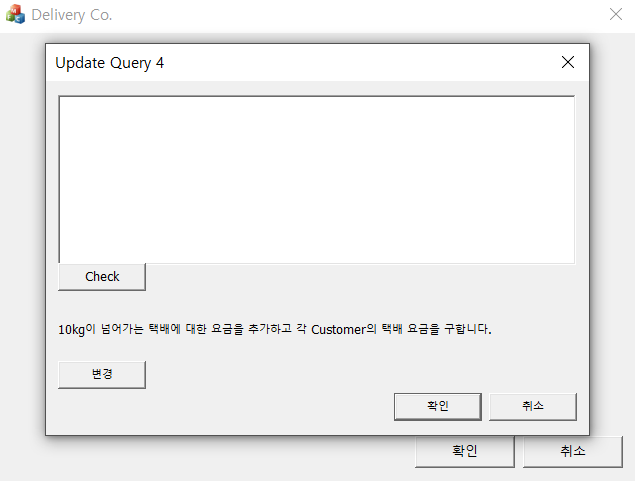 Delivery Co.
Update Query 4
Check
10kg이 넘어가는 택배에 대한 요금을 추가하고 각 Customer의 택배 요금을 구합니다.
변경
확인 취소
확인 취소